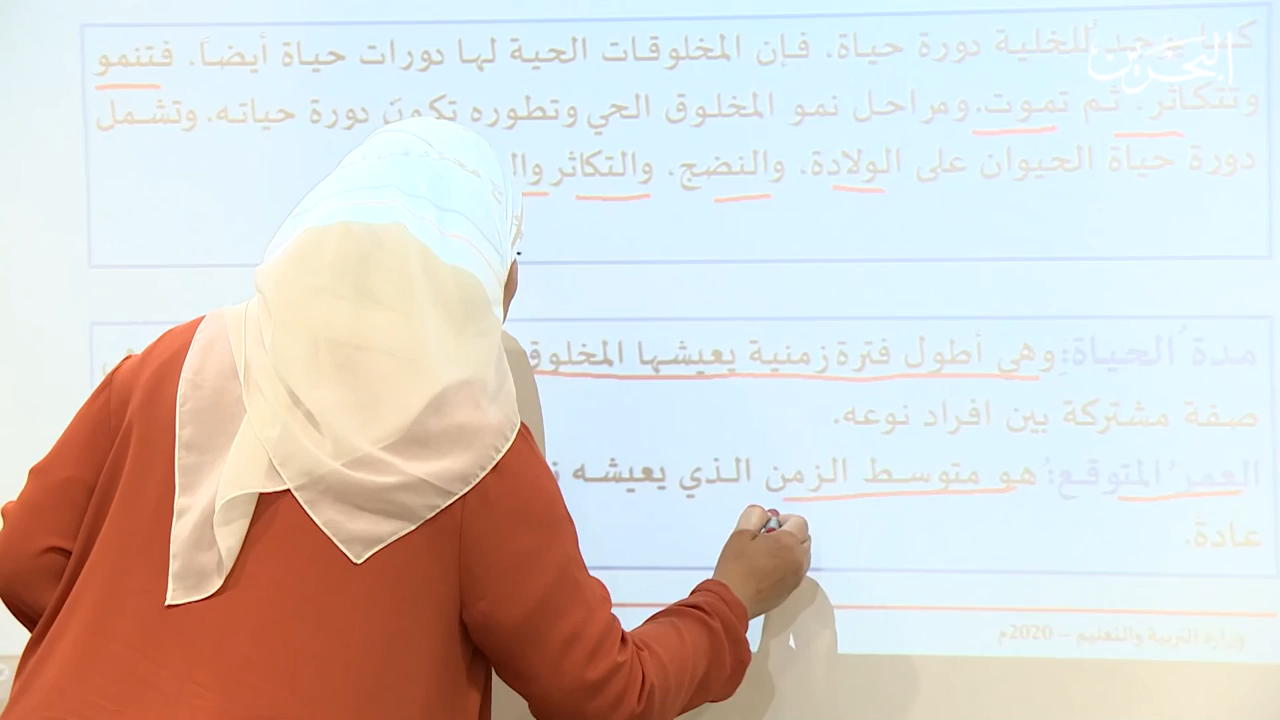 البحرين
للخلية دورة حياة، فإن المخلوقات الحية لها دورات حياة أيضاً، فتنمو
وتتكاثر، ثم تموت، ومراحل نمو المخلوق الحي وتطوره تكون دورة حياته، وتشمل
دورة حياة الحيوان على الولادة، والنضج، والتكاثر
مدة الحياة: وهي أطول فترة زمنية يعيشها المخلوق
صفة مشتركة بين افراد نوعه.
العمر المتوقع: هو متوسط الزمن الذي يعيشه
عادةً.
وزارة التربية والتعليم – 2020م